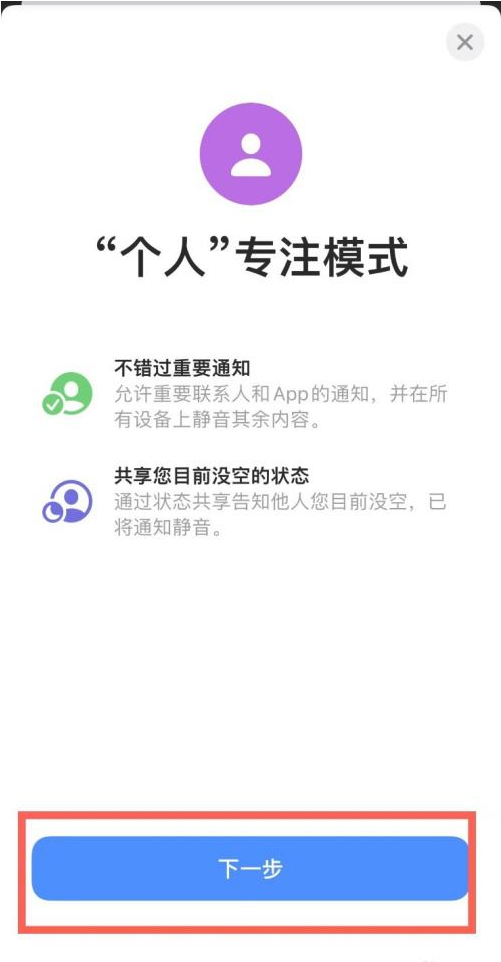 “个人”专注模式
不错过重要通知
允许重要联系人和App的通知，并在所
有设备上静音其余内容。
共享您目前没空的状态
通过状态共享告知他人您目前没空，已
将通知静音。
下一步